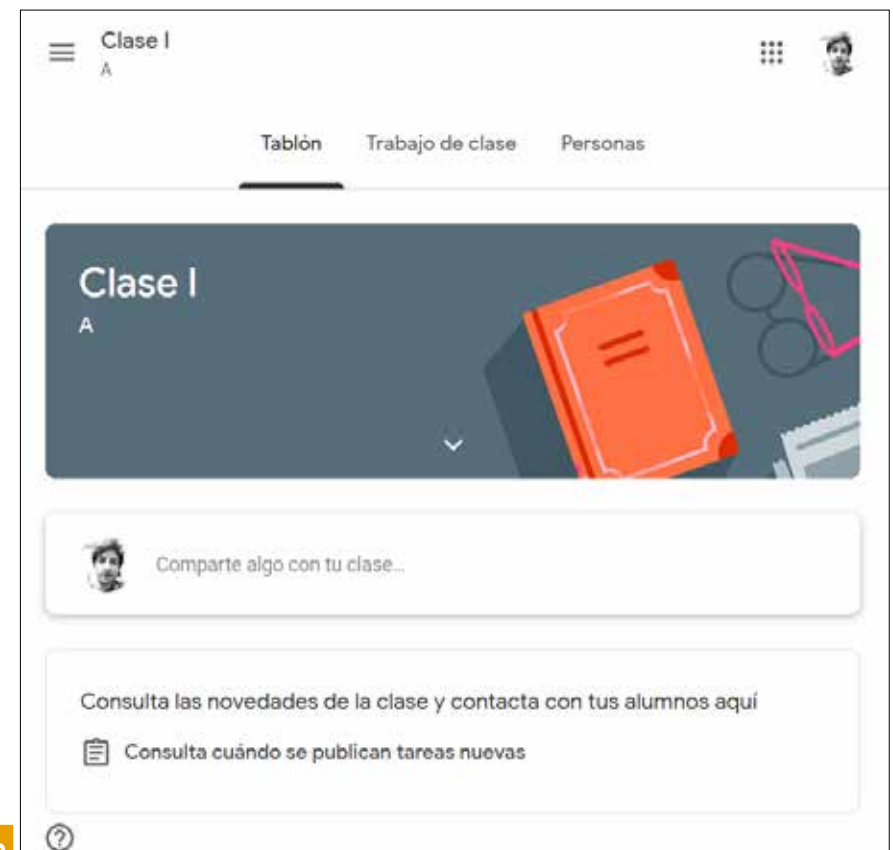 Clase I
A
Tablón Trabajo de clase Personas
Clase I
A
Comparte algo con tu clase...
Consulta las novedades de la clase y contacta con tus alumnos aquí
Consulta cuándo se publican tareas nuevas